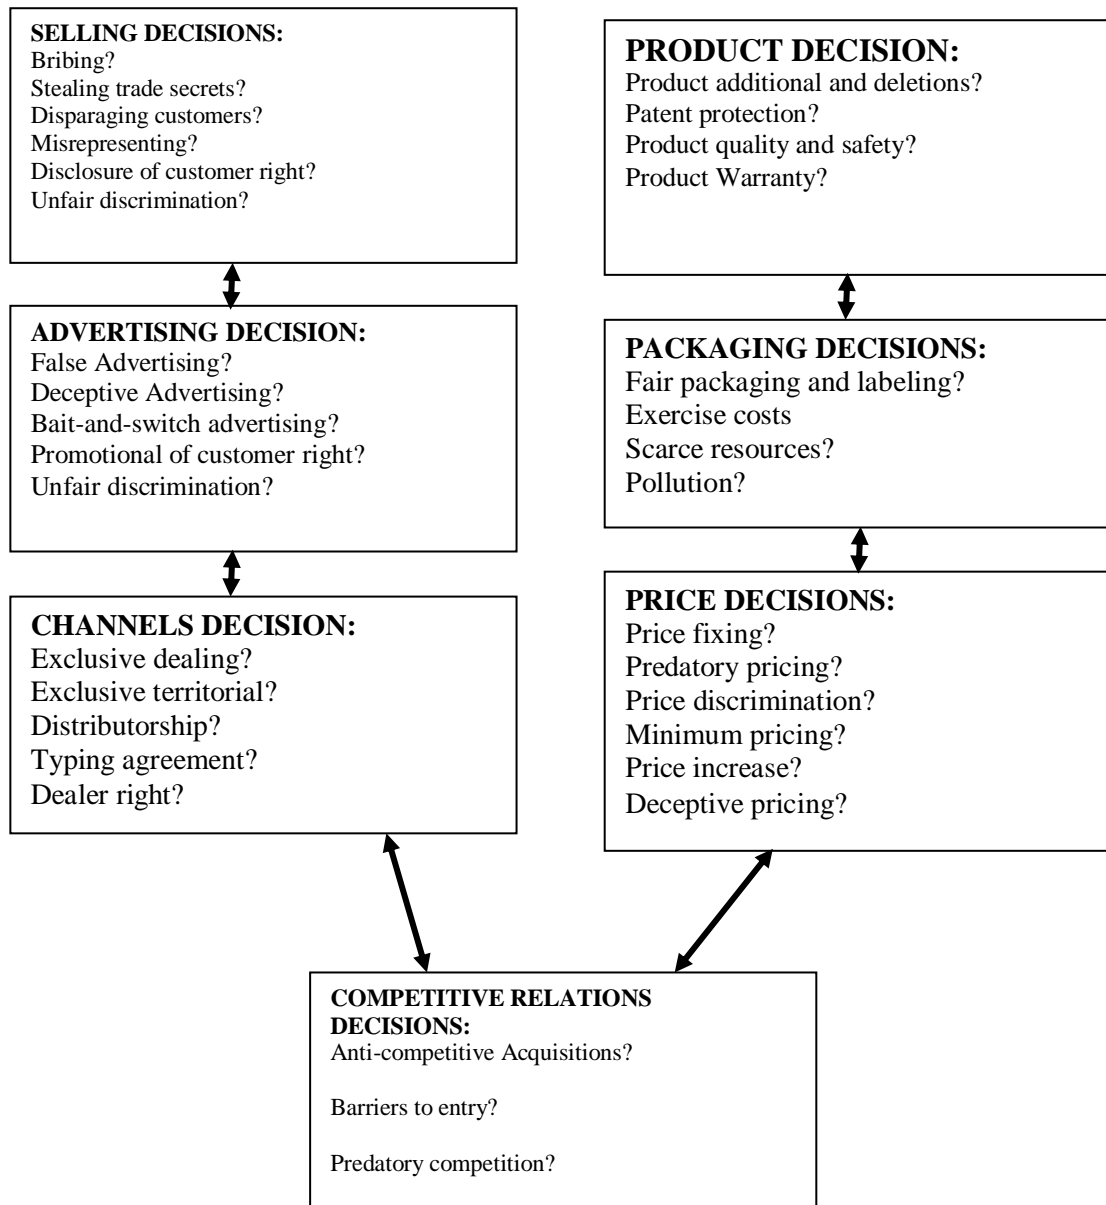 SELLING DECISIONS:
Bribing?
Stealing trade secrets?
Disparaging customers?
Misrepresenting?
Disclosure of customer right?
Unfair discrimination?
ADVERTISING DECISION:
False Advertising?
Deceptive Advertising?
Bait-and-switch advertising?
Promotional of customer right?
Unfair discrimination?
CHANNELS DECISION:
Exclusive dealing?
Exclusive territorial?
Distributorship?
Typing agreement?
Dealer right?
PRODUCT DECISION:
Product additional and deletions?
Patent protection?
Product quality and safety?
Product Warranty?
PACKAGING DECISIONS:
Fair packaging and labeling?
Exercise costs
Scarce resources?
Pollution?
PRICE DECISIONS:
Price fixing?
Predatory pricing?
Price discrimination?
Minimum pricing?
Price increase?
Deceptive pricing?
COMPETITIVE RELATIONS
DECISIONS:
Anti-competitive Acquisitions?
Barriers to entry?
Predatory competition?